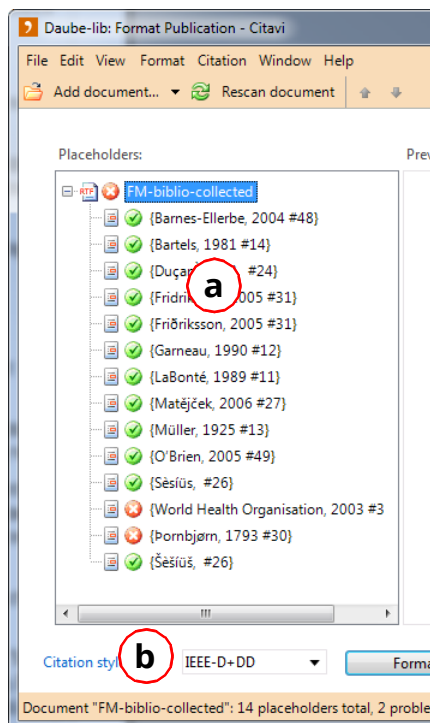 Daube-lib: Format Publication - Citavi
File Edit View Format Citation Window Help
Add document... Rescan document
Placeholders: Prev
RTF FM-biblio-collected
{Barnes-Ellerbe, 2004 #48}
{Bartels, 1981 #14}
#24}
a
2005 #31}
{Friðriksson, 2005 #31}
{Garneau, 1990 #12}
{LaBonté, 1989 #11}
{Matějček, 2006 #27}
{Müller, 1925 #13}
{O'Brien, 2005 #49}
{Sèsíüs, #26}
{World Health Organisation, 2003 #3
{Þornbjørn, 1793 #30}
{Šèšíüš, #26}
Citation styl b IEEE-D+DD Forma
Document "FM-biblio-collected": 14 placeholders total, 2 proble